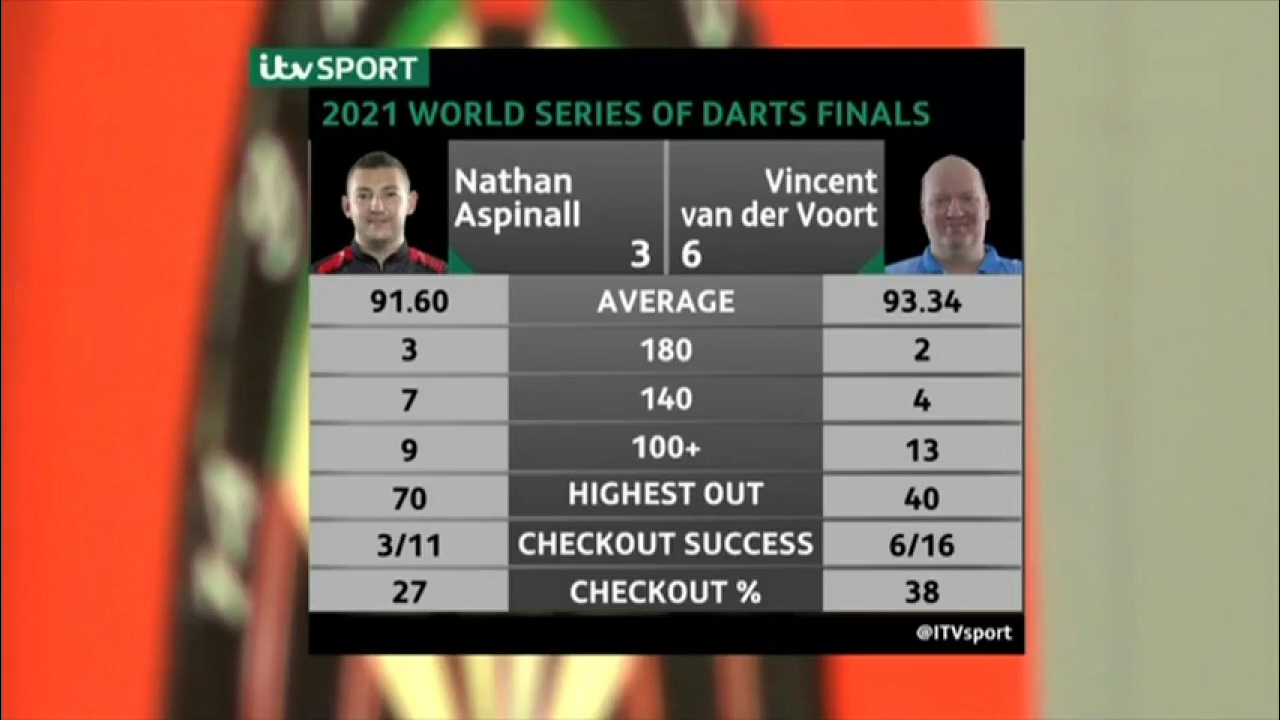 itv SPORT
2021 WORLD SERIES OF DARTS FINALS
Nathan
Aspinall
3
Vincent
van der Voort
6
91.60 AVERAGE 93.34
3 180 2
7 140 4
9 100+ 13
70 HIGHEST OUT 40
3/11 CHECKOUT SUCCESS 6/16
27 CHECKOUT % 38
@ITVsport